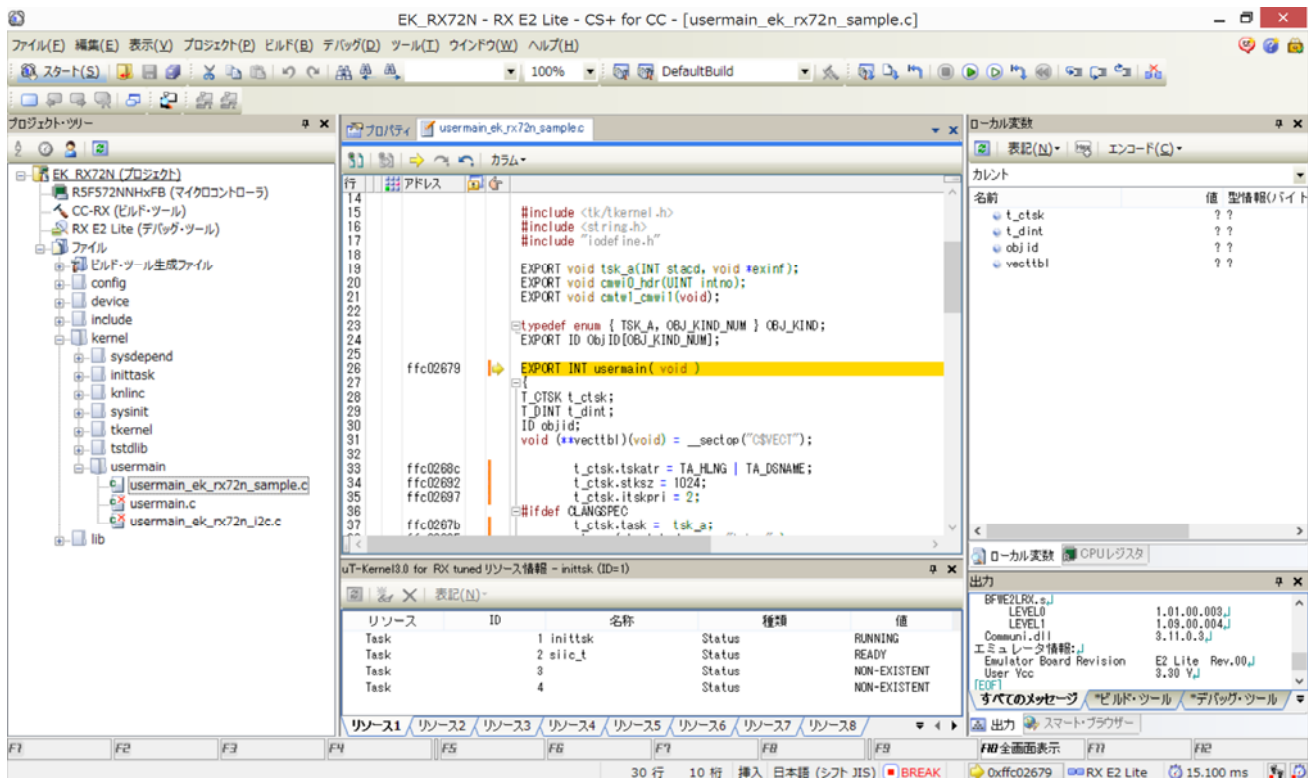 EK_RX72N - RX E2 Lite - CS+ for CC - [usermain_ek_rx72n_sample.c]
ファイル(F) 編集(E) 表示(V) プロジェクト(P) ビルド(B) デバッグ(D) ツール(T) ウインドウ(W) ヘルプ(H)
スタート(S) 100% DefaultBuild
プロジェクト・ツリー
EK_RX72N (プロジェクト)
R5F572NNHxFB (マイクロコントローラ)
CC-RX (ビルド・ツール)
RX E2 Lite (デバッグ・ツール)
ファイル
ビルド・ツール生成ファイル
config
device
include
kernel
sysdepend
inittask
knlinc
sysinit
tkernel
tstdlib
usermain
usermain_ek_rx72n_sample.c
usermain.c
usermain_ek_rx72n_i2c.c
lib
プロパティ usermain_ek_rx72n_sample.c
カラム
行 アドレス
14
15 #include <tk/tkernel.h>
16 #include <string.h>
17 #include "iodefine.h"
18
19 EXPORT void tsk_a(INT stacd, void *exinf);
20 EXPORT void cmwi0_hdr(UINT intno);
21 EXPORT void cmtw1_cmwi1(void);
22
23 typedef enum { TSK_A, OBJ_KIND_NUM } OBJ_KIND;
24 EXPORT ID ObjID[OBJ_KIND_NUM];
25
26 ffc02679 EXPORT INT usermain( void )
27 {
28 T_CTSK t_ctsk;
29 T_DINT t_dint;
30 ID objid;
31 void (**vecttbl)(void) = __sectop("C$VECT");
32
33 ffc0268c t_ctsk.tskatr = TA_HLNG | TA_DSNAME;
34 ffc02692 t_ctsk.stksz = 1024;
35 ffc02697 t_ctsk.itskpri = 2;
36 #ifdef CLANGSPEC
37 ffc0267b t_ctsk.task = tsk_a;
uT-Kernel3.0 for RX tuned リソース情報 - inittsk (ID=1)
表記(N)
リソース ID 名称 種類 値
Task 1 inittsk Status RUNNING
Task 2 siic_t Status READY
Task 3 Status NON-EXISTENT
Task 4 Status NON-EXISTENT
リソース1 リソース2 リソース3 リソース4 リソース5 リソース6 リソース7 リソース8
ローカル変数
表記(N) エンコード(C)
カレント
名前 値 型情報(バイト
t_ctsk ? ?
t_dint ? ?
objid ? ?
vecttbl ? ?
ローカル変数 CPUレジスタ
出力
BFWE2LRX.s
LEVEL0 1.01.00.003
LEVEL1 1.09.00.004
Communi.dll 3.11.0.3
エミュレータ情報:
Emulator Board Revision E2 Lite Rev.00
User Vcc 3.30 V
[EOF]
すべてのメッセージ *ビルド・ツール *デバッグ・ツール
出力 スマート・ブラウザー
F1 F2 F3 F4 F5 F6 F7 F8 F9 F10 全画面表示 F11 F12
30 行 10 桁 挿入 日本語 (シフト JIS) BREAK 0xffc02679 RX E2 Lite 15.100 ms